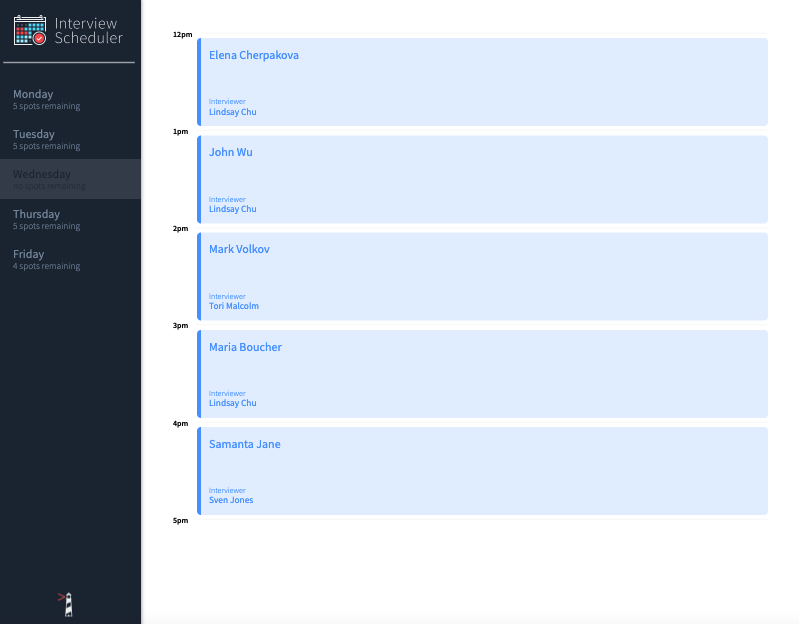 Interview
Scheduler
Monday
5 spots remaining
Tuesday
5 spots remaining
Wednesday
no spots remaining
Thursday
5 spots remaining
Friday
4 spots remaining
12pm
Elena Cherpakova
Interviewer
Lindsay Chu
1pm
John Wu
Interviewer
Lindsay Chu
2pm
Mark Volkov
Interviewer
Tori Malcolm
3pm
Maria Boucher
Interviewer
Lindsay Chu
4pm
Samanta Jane
Interviewer
Sven Jones
5pm